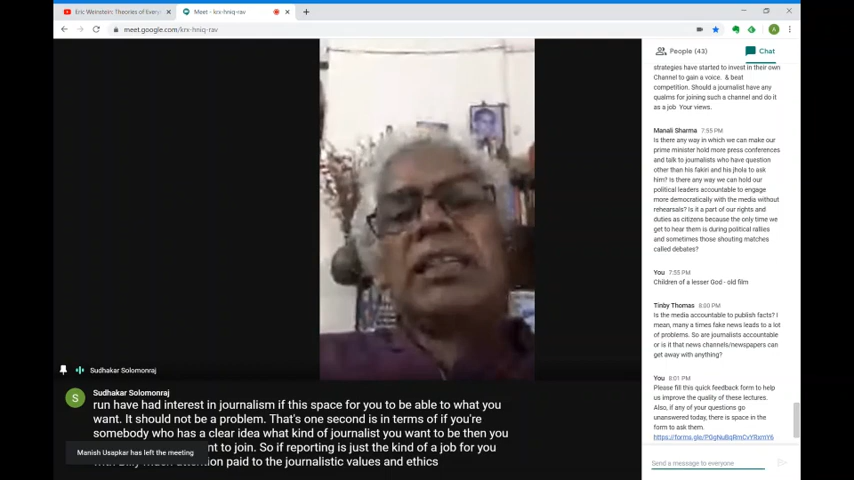 Eric Weinstein: Theories of Every
Meet - krx-hniq-rav
meet.google.com/krx-hniq-rav
People (43)
Chat
strategies have started to invest in their own
Channel to gain a voice. & beat
competition. Should a journalist have any
qualms for joining such a channel and do it
as a job Your views.
Manali Sharma 7:55 PM
Is there any way in which we can make our
prime minister hold more press conferences
and talk to journalists who have question
other than his fakiri and his jhola to ask
him? Is there any way we can hold our
political leaders accountable to engage
more democratically with the media without
rehearsals? Is it a part of our rights and
duties as citizens because the only time we
get to hear them is during political rallies
and sometimes those shouting matches
called debates?
You 7:55 PM
Children of a lesser God - old film
Tinby Thomas 8:00 PM
Is the media accountable to publish facts? I
mean, many a times fake news leads to a lot
of problems. So are journalists accountable
or is it that news channels/newspapers can
get away with anything?
You 8:01 PM
Please fill this quick feedback form to help
us improve the quality of these lectures.
Also, if any of your questions go
unanswered today, there is space in the
form to ask them.
Send a message to everyone
Sudhakar Solomonraj
S
Sudhakar Solomonraj
run have had interest in journalism if this space for you to be able to what you
want. It should not be a problem. That's one second is in terms of if you're
somebody who has a clear idea what kind of journalist you want to be then you
nt to join. So if reporting is just the kind of a job for you
attention paid to the journalistic values and ethics
Manish Usapkar has left the meeting